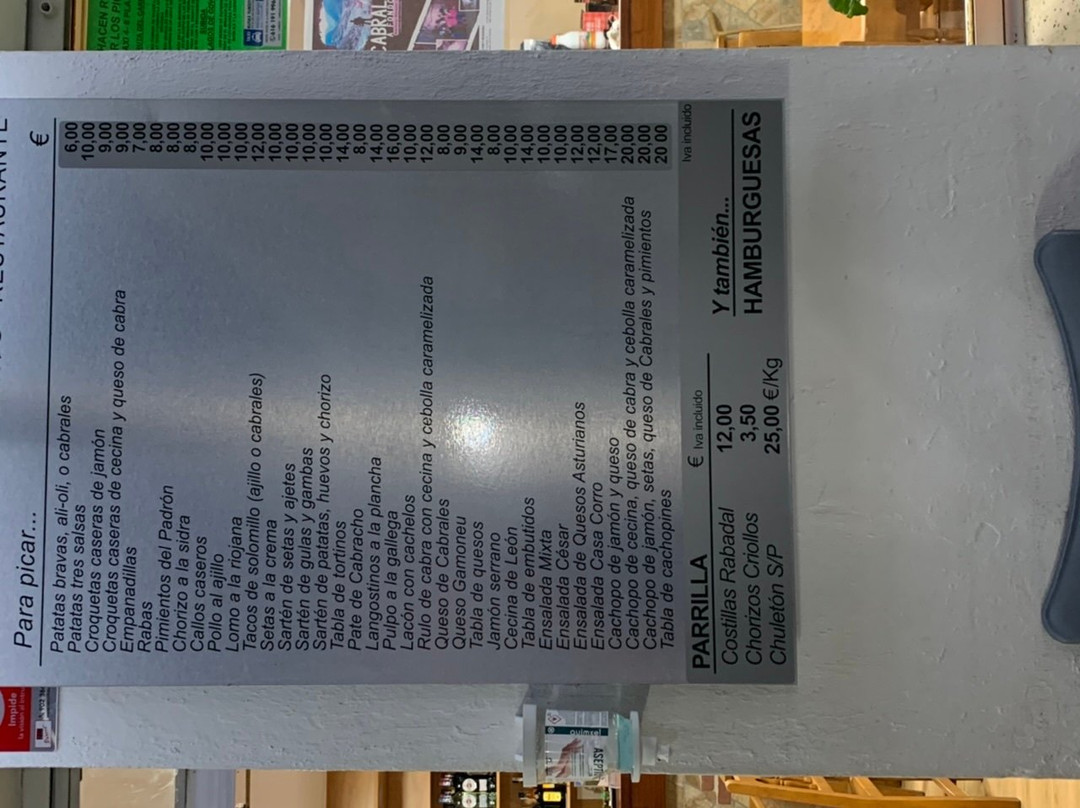 Para picar... €
Patatas bravas, ali-oli, o cabrales 6,00
Patatas tres salsas 10,00
Croquetas caseras de jamón 9,00
Croquetas caseras de cecina y queso de cabra 9,00
Empanadillas 7,00
Rabas 8,00
Pimientos del Padrón 8,00
Chorizo a la sidra 8,00
Callos caseros 10,00
Pollo al ajillo 10,00
Lomo a la riojana 10,00
Tacos de solomillo (ajillo o cabrales) 12,00
Setas a la crema 10,00
Sartén de setas y ajetes 10,00
Sartén de gulas y gambas 10,00
Sartén de patatas, huevos y chorizo 10,00
Tabla de tortinos 14,00
Pate de Cabracho 8,00
Langostinos a la plancha 14,00
Pulpo a la gallega 16,00
Lacón con cachelos 10,00
Rulo de cabra con cecina y cebolla caramelizada 12,00
Queso de Cabrales 8,00
Queso Gamoneu 9,00
Tabla de quesos 14,00
Jamón serrano 8,00
Cecina de León 10,00
Tabla de embutidos 14,00
Ensalada Mixta 10,00
Ensalada César 10,00
Ensalada de Quesos Asturianos 12,00
Ensalada Casa Corro 12,00
Cachopo de jamón y queso 17,00
Cachopo de cecina, queso de cabra y cebolla caramelizada 20,00
Cachopo de jamón, setas, queso de Cabrales y pimientos 20,00
Tabla de cachopines 20 00
Iva incluido
PARRILLA € Iva incluido
Costillas Rabadal 12,00
Chorizos Criollos 3,50
Chuletón S/P 25,00 €/Kg
Y también...
HAMBURGUESAS
Impide
CABRAL
quimxel